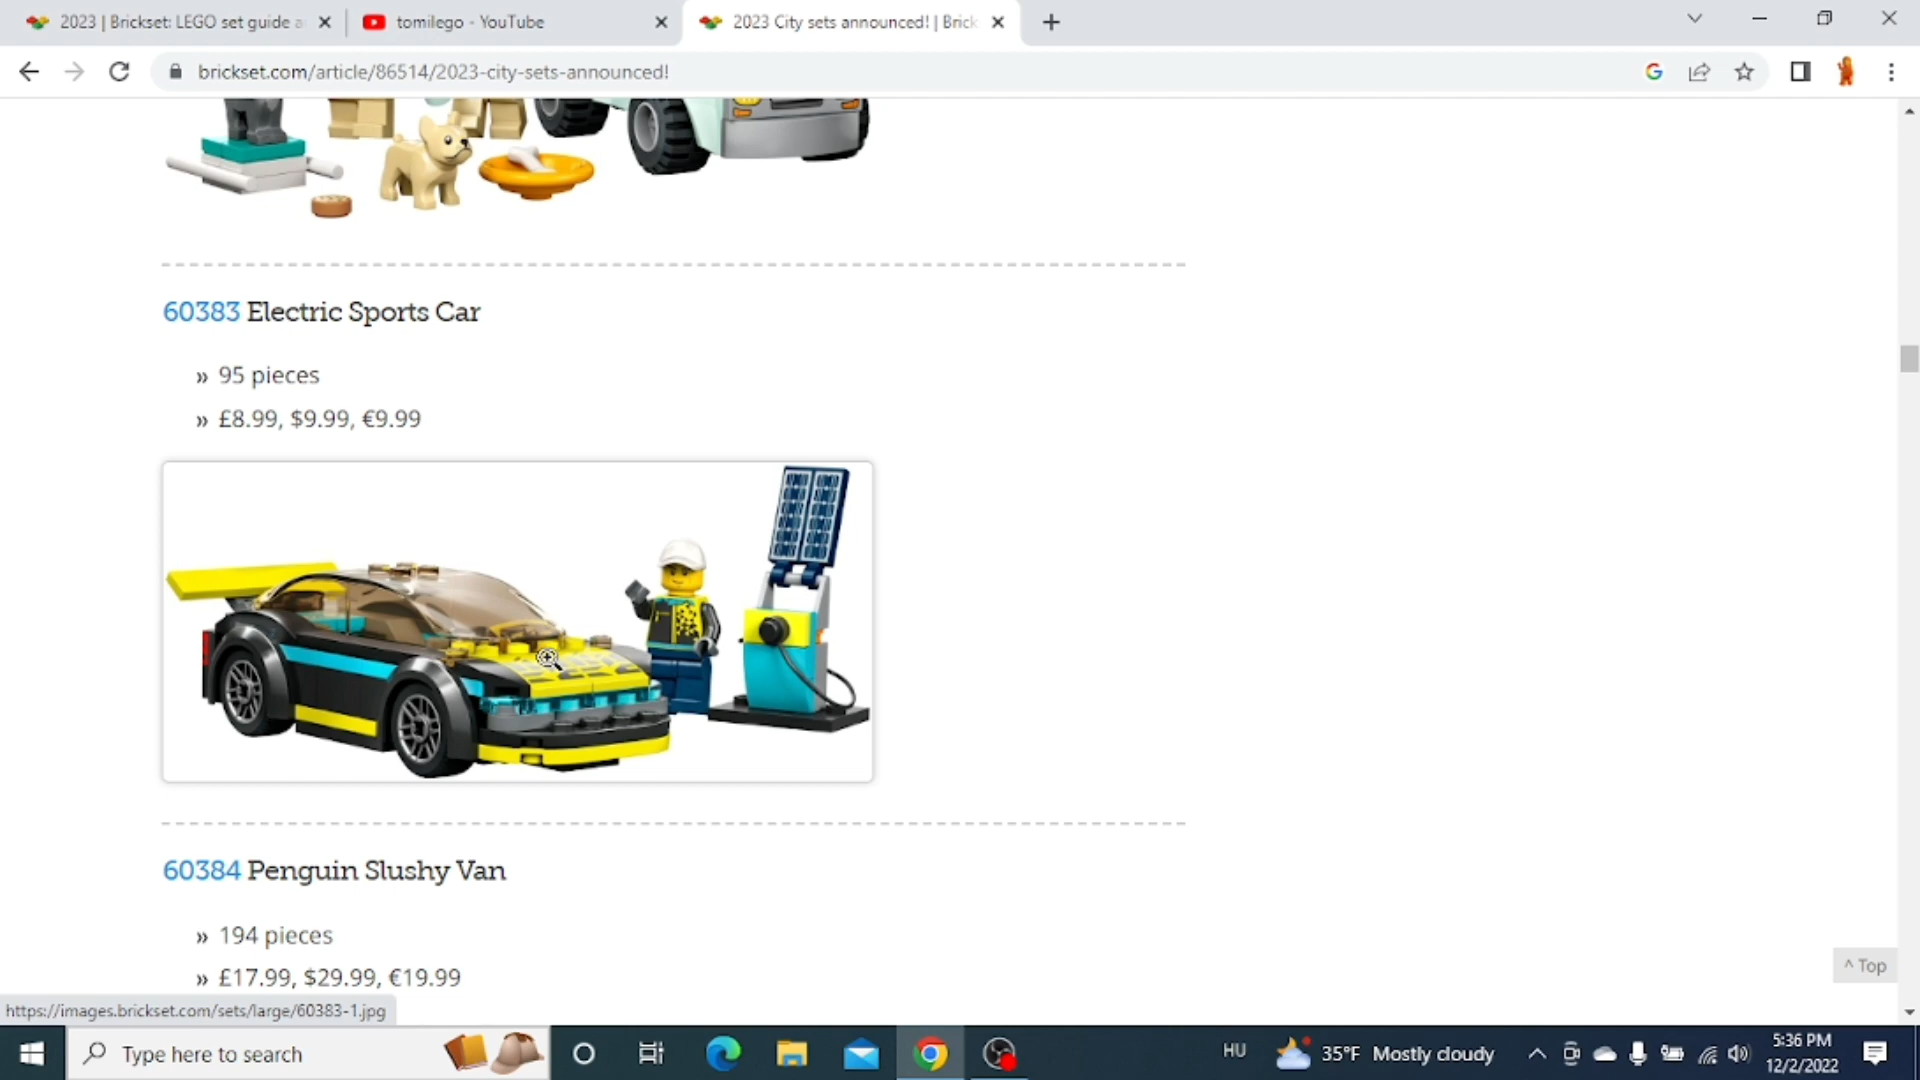 2023 | Brickset: LEGO set guide a
tomilego - YouTube
2023 City sets announced! | Brick
brickset.com/article/86514/2023-city-sets-announced!
60383 Electric Sports Car
» 95 pieces
» £8.99, $9.99, €9.99
60384 Penguin Slushy Van
» 194 pieces
» £17.99, $29.99, €19.99
^ Top
https://images.brickset.com/sets/large/60383-1.jpg
Type here to search
HU
35°F Mostly cloudy
5:36 PM
12/2/2022